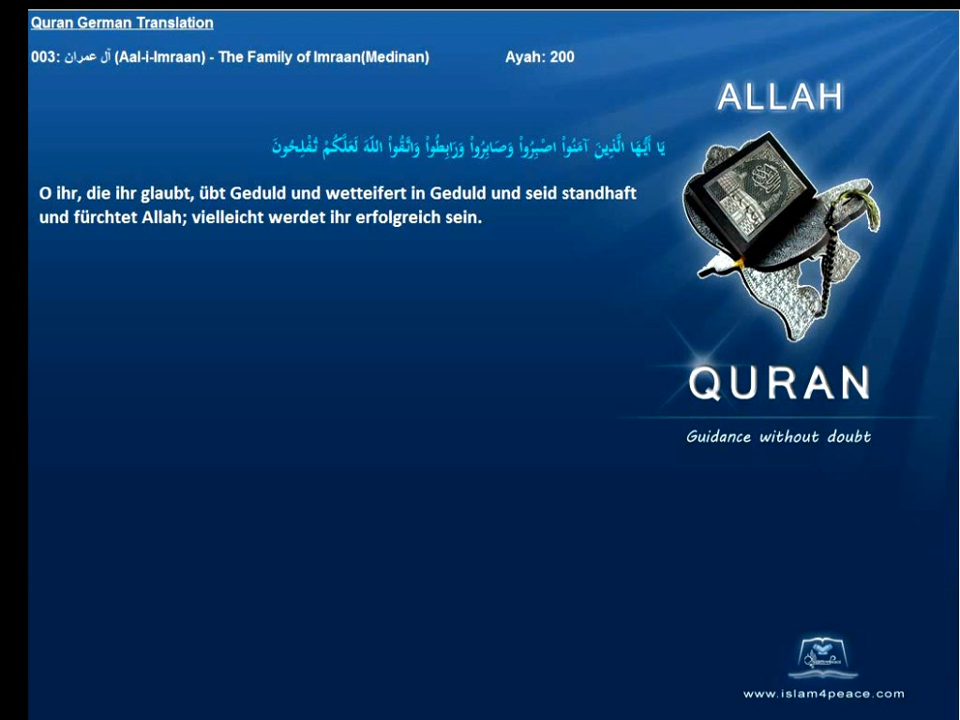 Quran German Translation
003: آل عمران (Aal-i-Imraan) - The Family of Imraan(Medinan) Ayah: 200
ALLAH
يَا أَيُّهَا الَّذِينَ آمَنُواْ اصْبِرُواْ وَصَابِرُواْ وَرَابِطُواْ وَاتَّقُواْ اللّهَ لَعَلَّكُمْ تُفْلِحُونَ
O ihr, die ihr glaubt, übt Geduld und wetteifert in Geduld und seid standhaft
und fürchtet Allah; vielleicht werdet ihr erfolgreich sein.
QURAN
Guidance without doubt
www.islam4peace.com